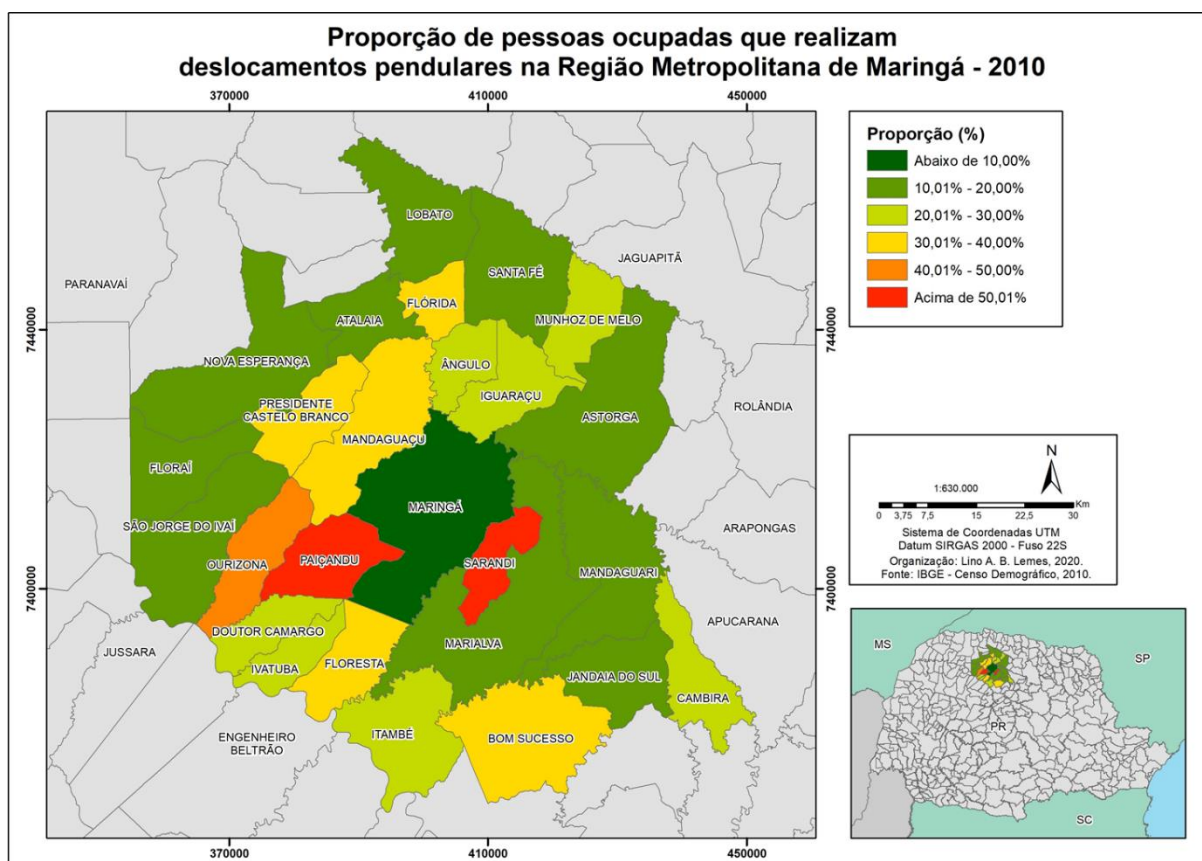 Proporção de pessoas ocupadas que realizam
deslocamentos pendulares na Região Metropolitana de Maringá - 2010
370000
410000
450000
7440000
7400000
PARANAVAÍ
LOBATO
JAGUAPITÃ
SANTA FÉ
FLÓRIDA
ATALAIA
MUNHOZ DE MELO
NOVA ESPERANÇA
ÂNGULO
IGUARAÇU
ROLÂNDIA
PRESIDENTE
CASTELO BRANCO
ASTORGA
MANDAGUAÇU
FLORAÍ
MARINGÁ
SÃO JORGE DO IVAÍ
ARAPONGAS
OURIZONA
PAIÇANDU
SARANDI
MANDAGUARI
APUCARANA
DOUTOR CAMARGO
MARIALVA
JUSSARA
IVATUBA
FLORESTA
JANDAIA DO SUL
CAMBIRA
ENGENHEIRO
BELTRÃO
ITAMBÉ
BOM SUCESSO
7440000
7400000
370000
410000
450000
Proporção (%)
Abaixo de 10,00%
10,01% - 20,00%
20,01% - 30,00%
30,01% - 40,00%
40,01% - 50,00%
Acima de 50,01%
N
1:630.000
0 3,75 7,5 15 22,5 30 Km
Sistema de Coordenadas UTM
Datum SIRGAS 2000 - Fuso 22S
Organização: Lino A. B. Lemes, 2020.
Fonte: IBGE - Censo Demográfico, 2010.
MS
SP
PR
SC